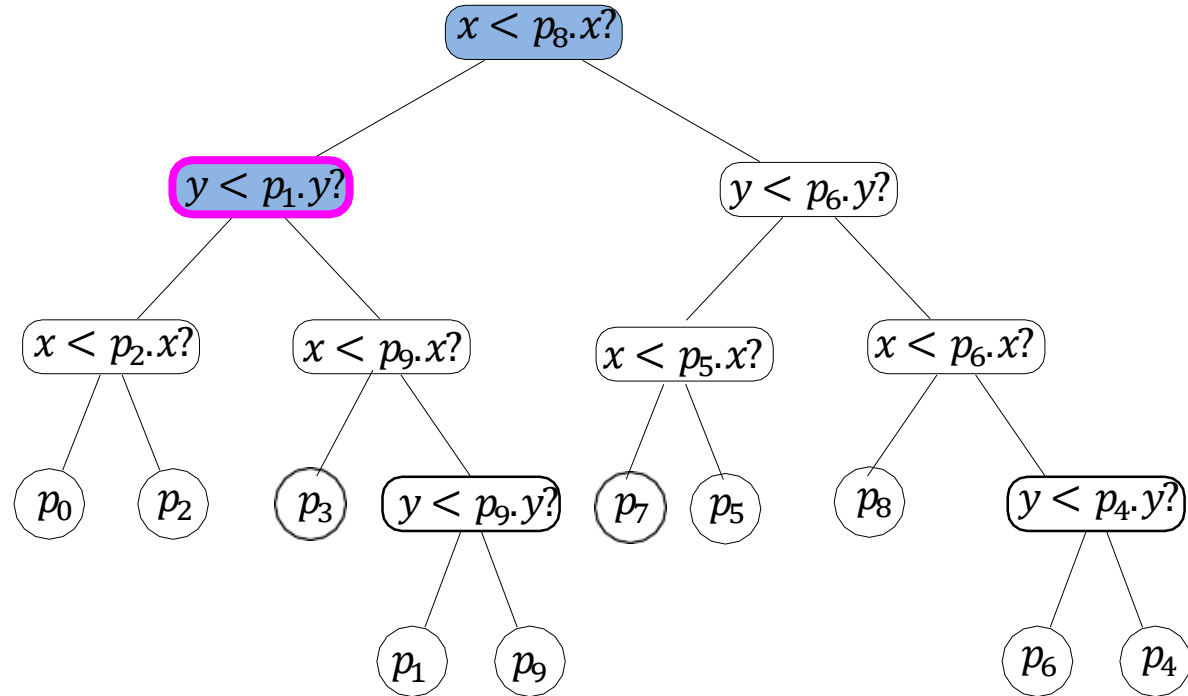 x < p₈.x?
y < p₁.y?
y < p₆.y?
x < p₂.x?
x < p₉.x?
x < p₅.x?
x < p₆.x?
p₀
p₂
p₃
y < p₉.y?
p₇
p₅
p₈
y < p₄.y?
p₁
p₉
p₆
p₄